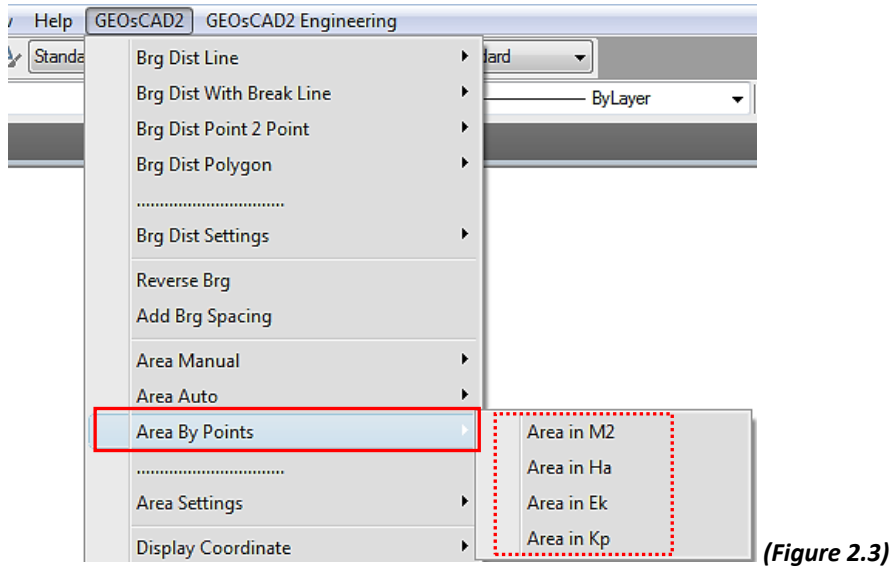 Help GEOsCAD2 GEOsCAD2 Engineering
Brg Dist Line
ByLayer
Brg Dist With Break Line
Brg Dist Point 2 Point
Brg Dist Polygon
................................
Brg Dist Settings
Reverse Brg
Add Brg Spacing
Area Manual
Area Auto
Area By Points
................................
Area Settings
Display Coordinate
Area in M2
Area in Ha
Area in Ek
Area in Kp
(Figure 2.3)